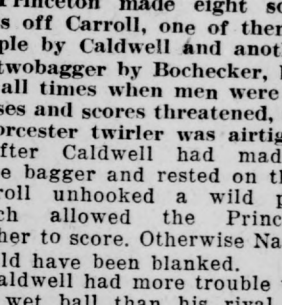 Princeton made eight sc
s off Carroll, one of ther
ple by Caldwell and anot
twobagger by Bochecker, l
all times when men were
ses and scores threatened,
orcester twirler was airtig
fter Caldwell had mad
e bagger and rested on th
roll unhooked a wild p
ch allowed the Princ
her to score. Otherwise Na
ld have been blanked.
aldwell had more trouble
wet ball than his rival